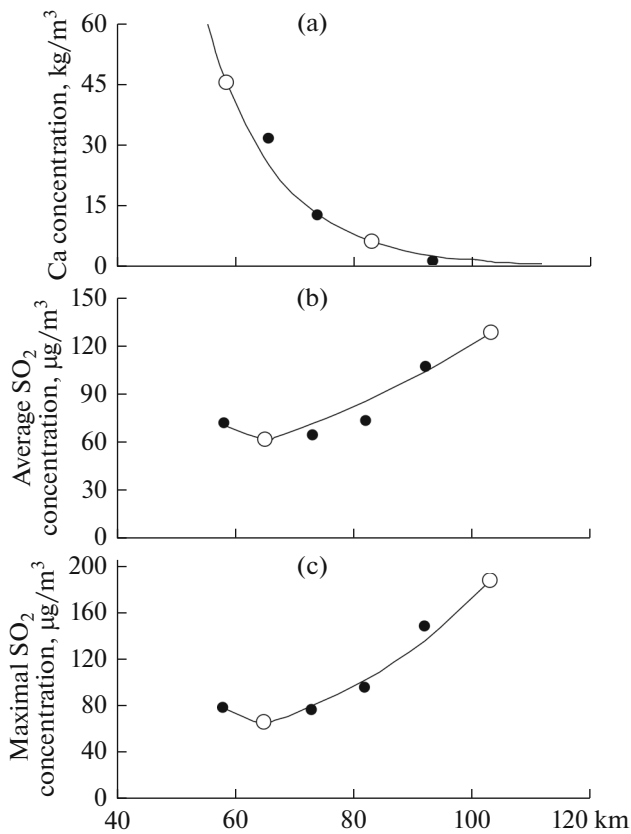 (a)
Ca concentration, kg/m³
60
45
30
15
0
(b)
Average SO₂
concentration, µg/m³
150
120
90
60
30
0
(c)
Maximal SO₂
concentration, µg/m³
200
160
120
80
40
0
40 60 80 100 120 km